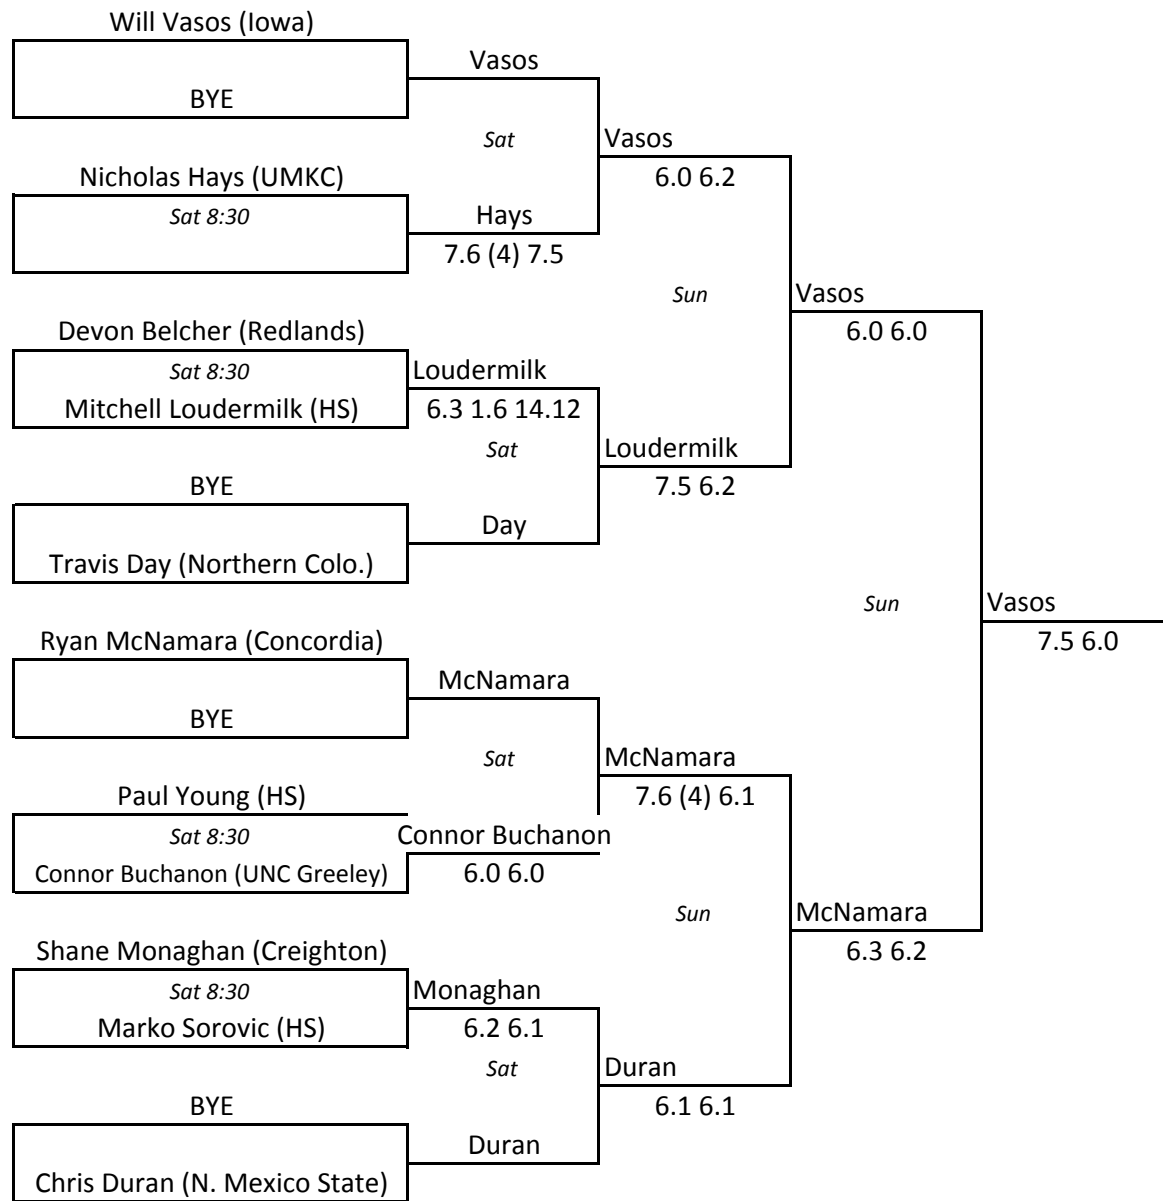 Will Vasos (Iowa)
Vasos
BYE
Sat
Vasos
6.0 6.2
Nicholas Hays (UMKC)
Sat 8:30
Hays
7.6 (4) 7.5
Sun
Vasos
6.0 6.0
Devon Belcher (Redlands)
Sat 8:30
Loudermilk
Mitchell Loudermilk (HS)
6.3 1.6 14.12
Sat
Loudermilk
7.5 6.2
BYE
Day
Travis Day (Northern Colo.)
Sun
Vasos
7.5 6.0
Ryan McNamara (Concordia)
McNamara
BYE
Sat
McNamara
7.6 (4) 6.1
Paul Young (HS)
Sat 8:30
Connor Buchanon
Connor Buchanon (UNC Greeley)
6.0 6.0
Sun
McNamara
6.3 6.2
Shane Monaghan (Creighton)
Sat 8:30
Monaghan
Marko Sorovic (HS)
6.2 6.1
Sat
Duran
6.1 6.1
BYE
Duran
Chris Duran (N. Mexico State)